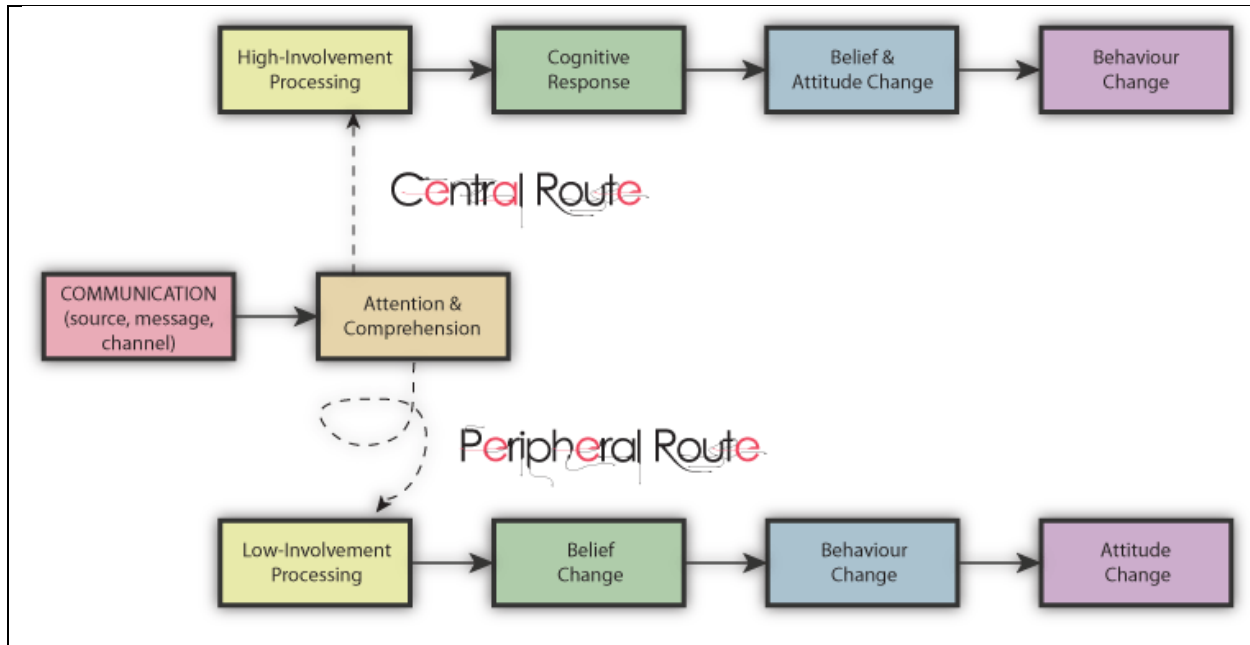 High-Involvement
Processing
Cognitive
Response
Belief &
Attitude Change
Behaviour
Change
Central Route
COMMUNICATION
(source, message,
channel)
Attention &
Comprehension
Peripheral Route
Low-Involvement
Processing
Belief
Change
Behaviour
Change
Attitude
Change